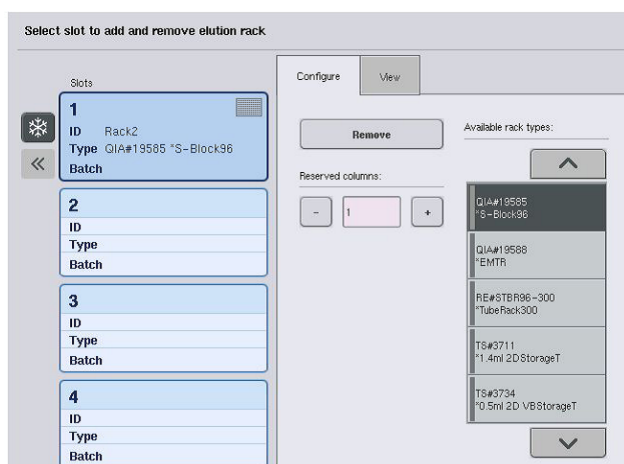 Select slot to add and remove elution rack
Slots
1
ID Rack2
Type QIA#19585 *S-Block96
Batch
2
ID
Type
Batch
3
ID
Type
Batch
4
ID
Type
Batch
Configure
View
Remove
Reserved columns:
-
1
+
Available rack types:
QIA#19585
*S-Block96
QIA#19588
*EMTR
RE#STBR96-300
*TubeRack300
TS#3711
*1.4ml 2DStorageT
TS#3734
*0.5ml 2D VBStorageT